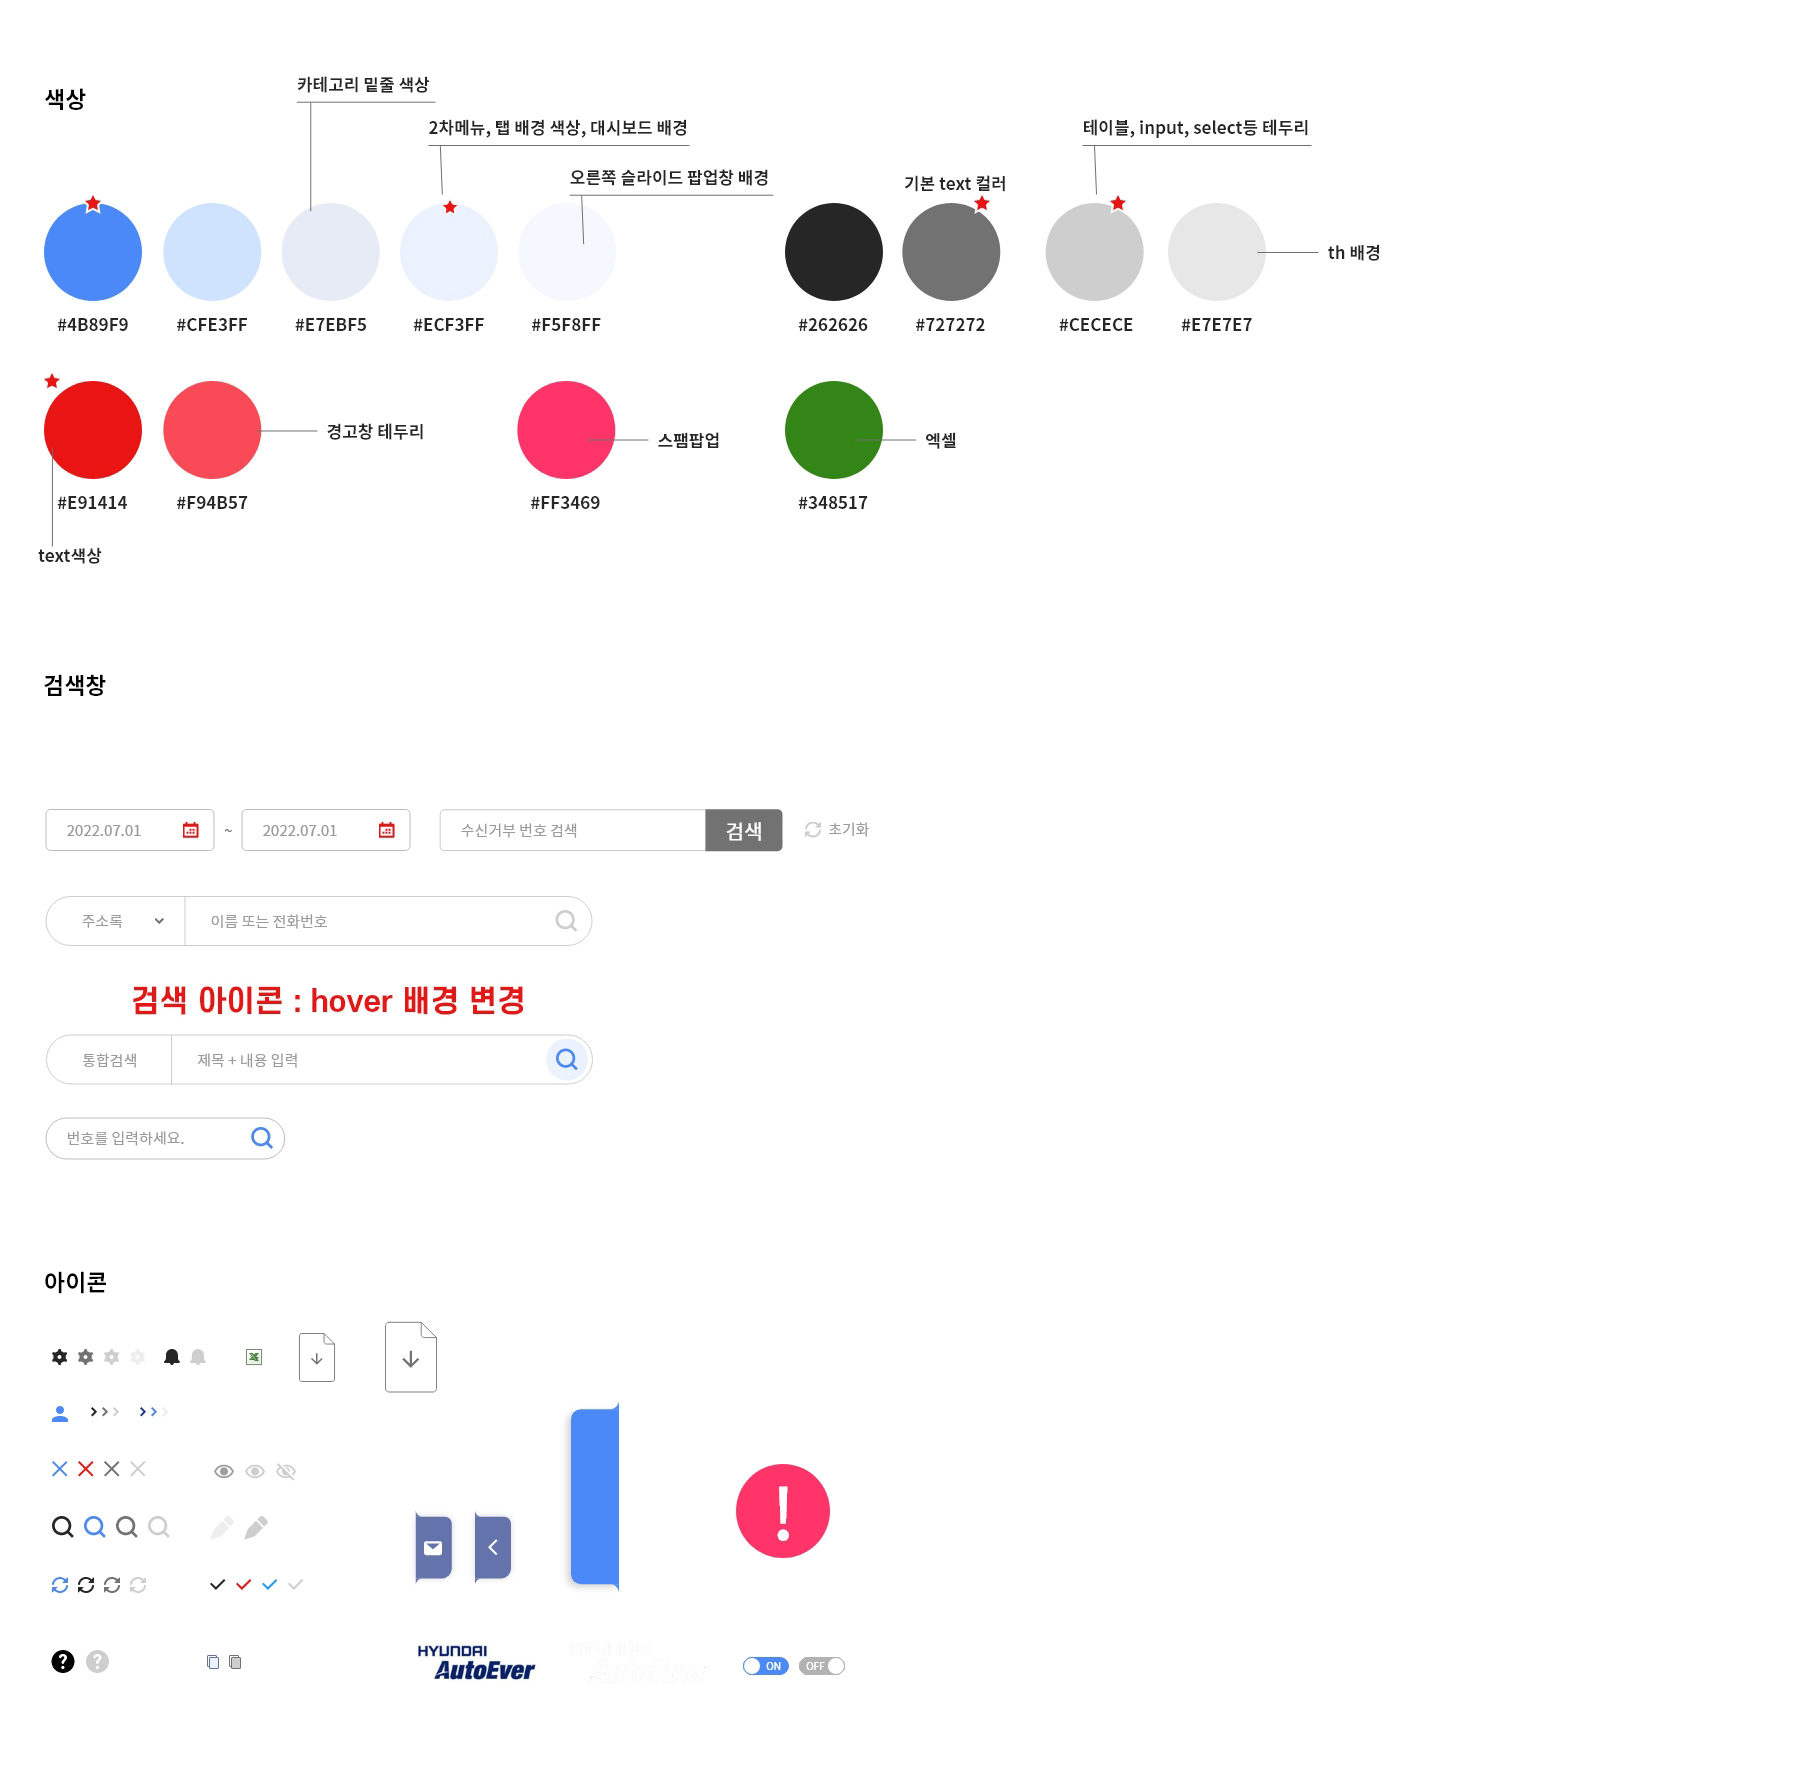 색상
카테고리 밑줄 색상
2차메뉴, 탭 배경 색상, 대시보드 배경
오른쪽 슬라이드 팝업창 배경
기본 text 컬러
테이블, input, select등 테두리
th 배경
#4B89F9 #CFE3FF #E7EBF5 #ECF3FF #F5F8FF #262626 #727272 #CECECE #E7E7E7
경고창 테두리
스팸팝업
엑셀
#E91414 #F94B57 #FF3469 #348517
text색상
검색창
2022.07.01 ~ 2022.07.01 수신거부 번호 검색 검색 초기화
주소록 이름 또는 전화번호
검색 아이콘 : hover 배경 변경
통합검색 제목 + 내용 입력
번호를 입력하세요.
아이콘
HYUNDAI
AutoEver
HYUNDAI
AutoEver
ON OFF